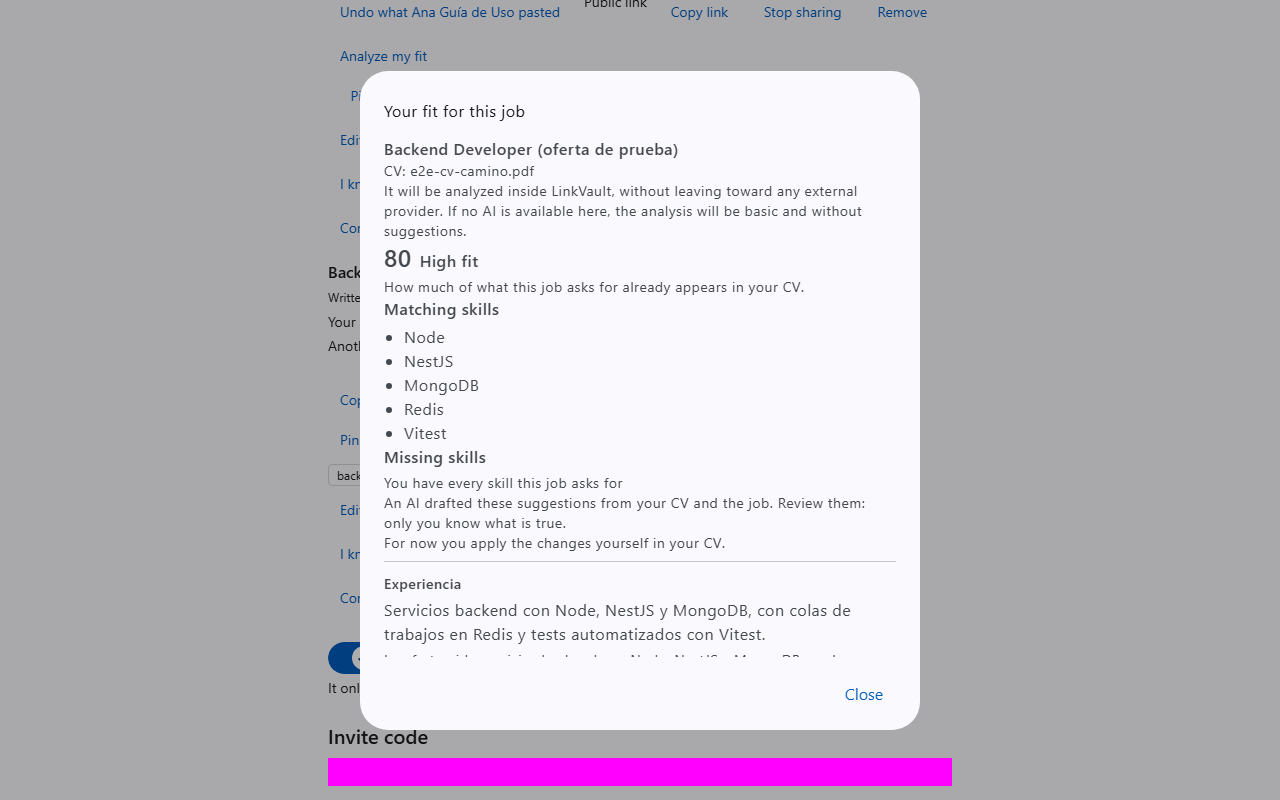 Undo what Ana Guía de Uso pasted
Public link
Copy link
Stop sharing
Remove
Analyze my fit
Your fit for this job
Backend Developer (oferta de prueba)
CV: e2e-cv-camino.pdf
It will be analyzed inside LinkVault, without leaving toward any external
provider. If no AI is available here, the analysis will be basic and without
suggestions.
80 High fit
How much of what this job asks for already appears in your CV.
Matching skills
Node
NestJS
MongoDB
Redis
Vitest
Missing skills
You have every skill this job asks for
An AI drafted these suggestions from your CV and the job. Review them:
only you know what is true.
For now you apply the changes yourself in your CV.
Experiencia
Servicios backend con Node, NestJS y MongoDB, con colas de
trabajos en Redis y tests automatizados con Vitest.
Close
Your
Pin
Invite code